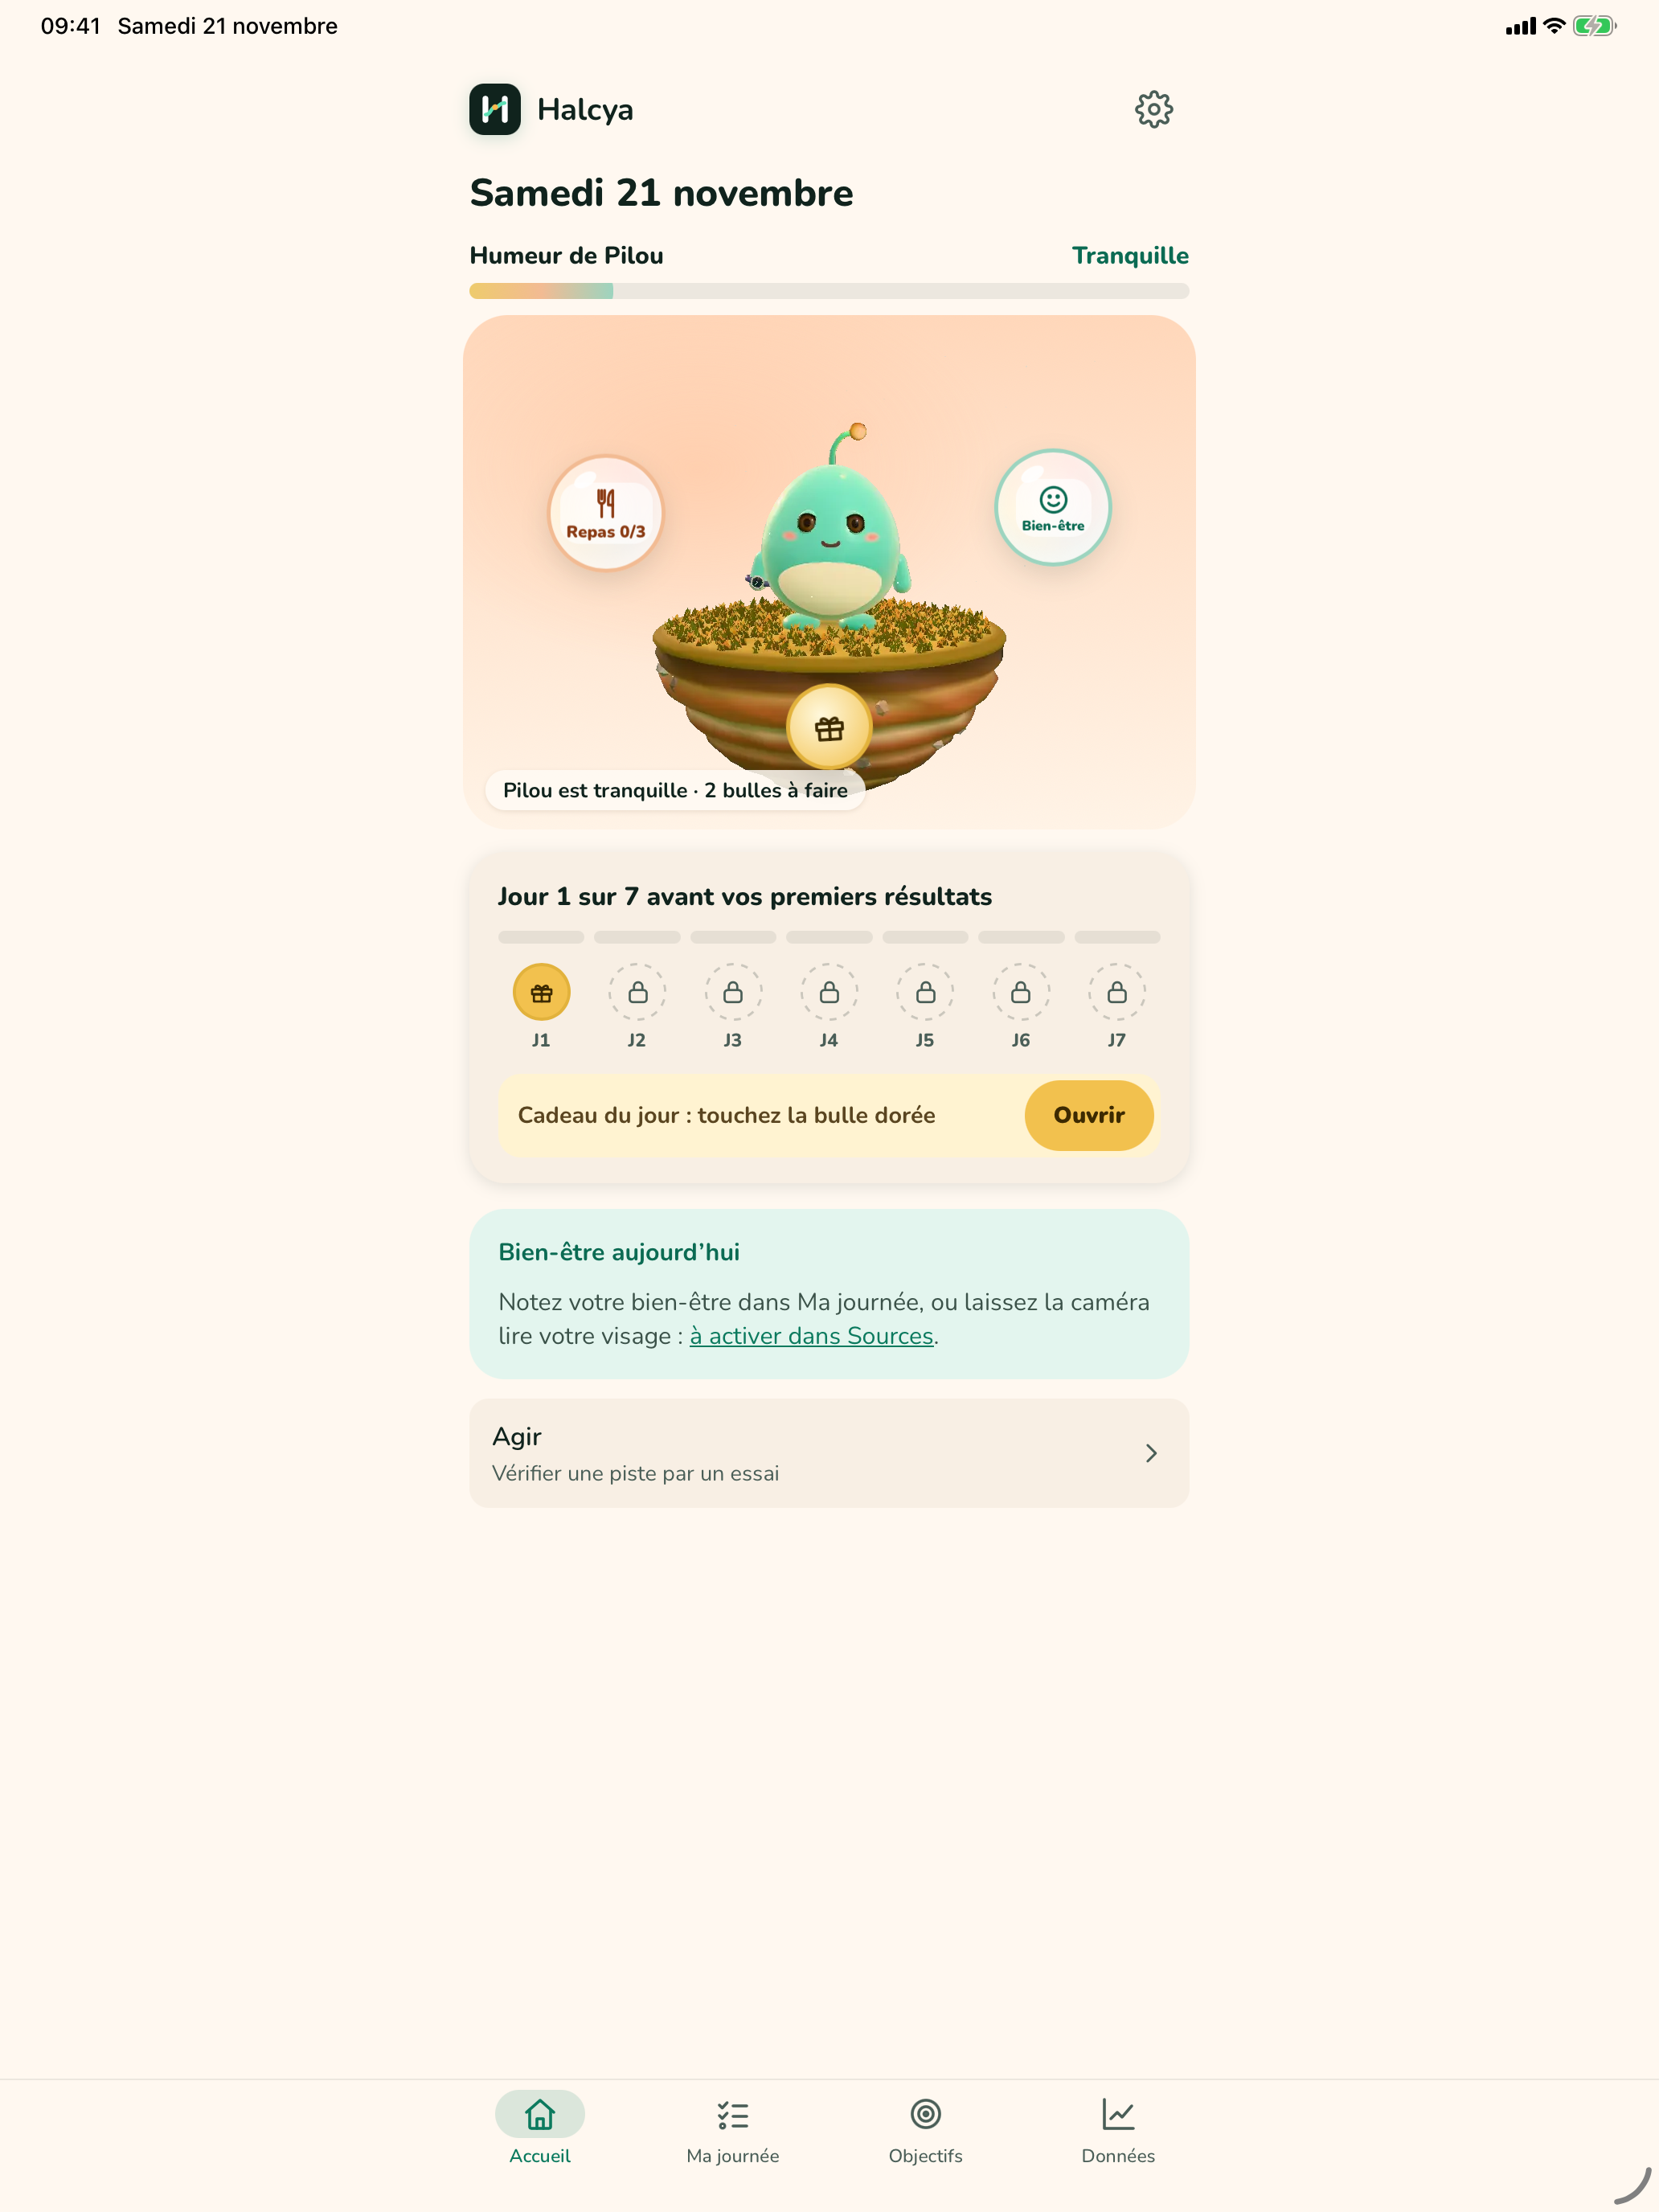 09:41 Samedi 21 novembre
Halcya
Samedi 21 novembre
Humeur de Pilou
Tranquille
Repas 0/3
Bien-être
Pilou est tranquille · 2 bulles à faire
Jour 1 sur 7 avant vos premiers résultats
J1 J2 J3 J4 J5 J6 J7
Cadeau du jour : touchez la bulle dorée
Ouvrir
Bien-être aujourd’hui
Notez votre bien-être dans Ma journée, ou laissez la caméra
lire votre visage : à activer dans Sources.
Agir
Vérifier une piste par un essai
Accueil Ma journée Objectifs Données